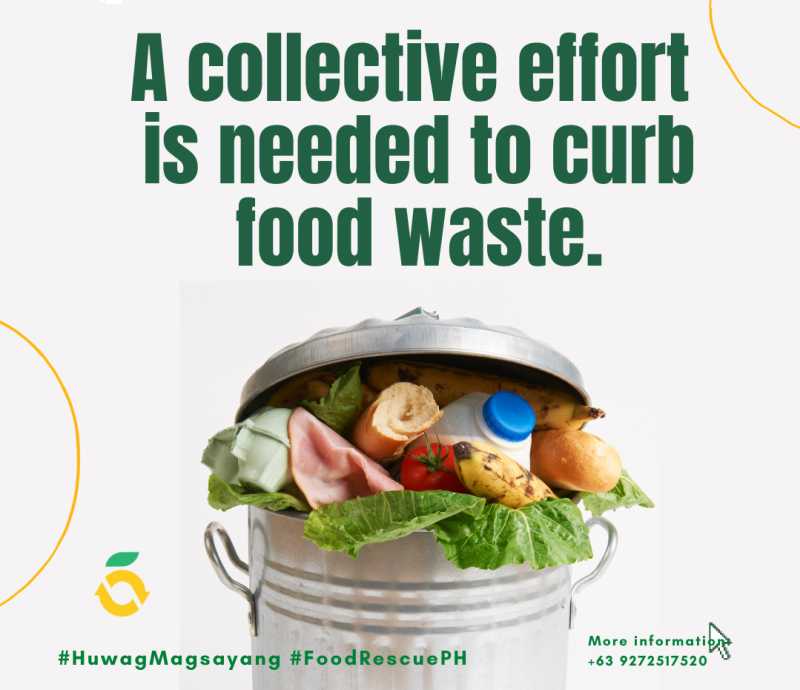 A collective effort
is needed to curb
food waste.
#HuwagMagsayang #FoodRescuePH
More information:
+63 9272517520